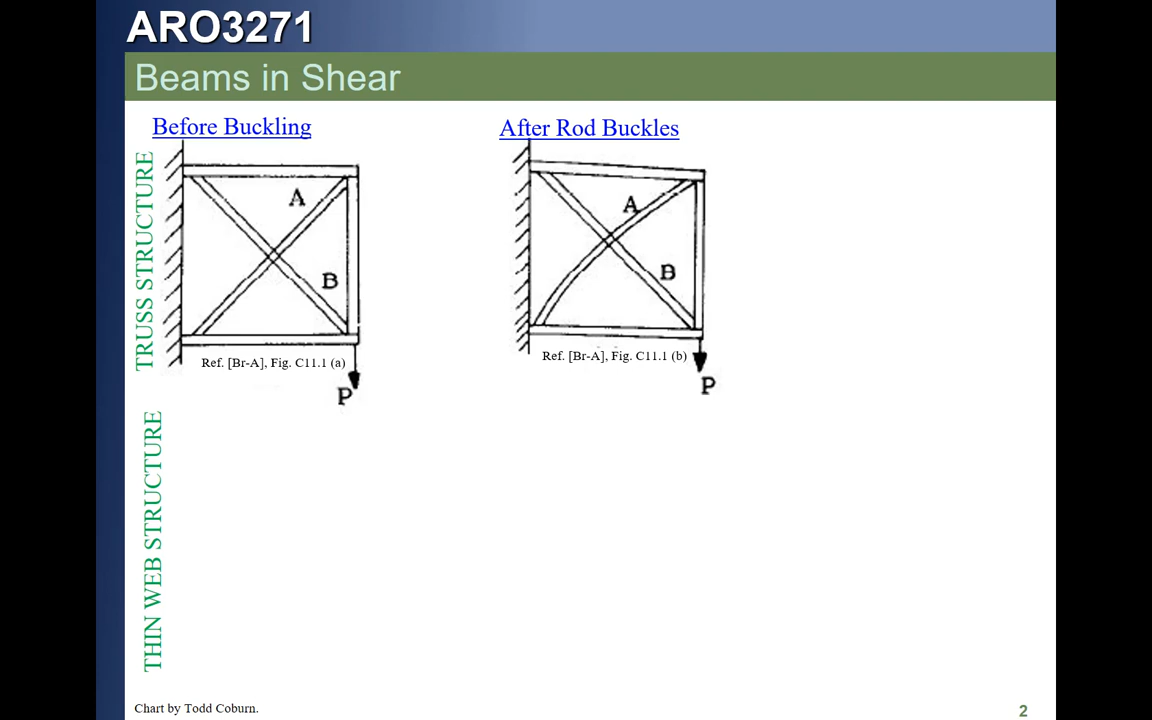 ARO3271
Beams in Shear
Before Buckling
After Rod Buckles
TRUSS STRUCTURE
A
B
Ref. [Br-A], Fig. C11.1 (a)
P
A
B
Ref. [Br-A], Fig. C11.1 (b)
P
THIN WEB STRUCTURE
Chart by Todd Coburn.
2